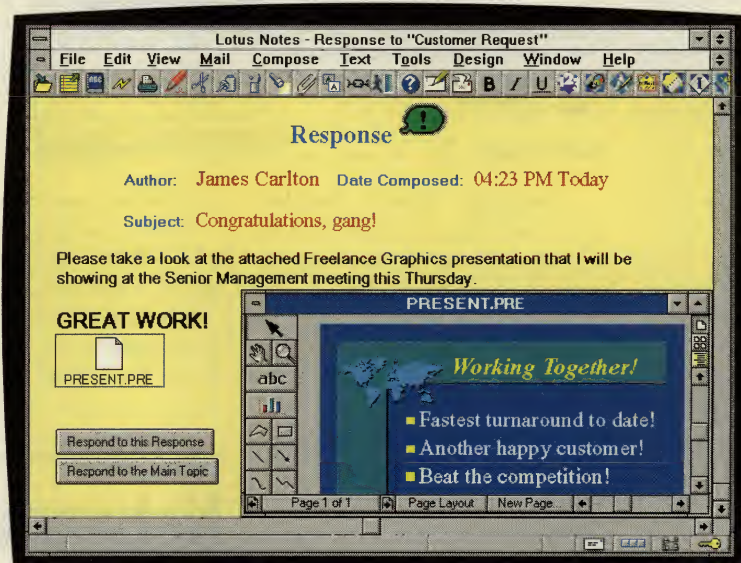 Lotus Notes - Response to "Customer Request"
File Edit View Mail Compose Text Tools Design Window Help
B I U
Response !
Author: James Carlton Date Composed: 04:23 PM Today
Subject: Congratulations, gang!
Please take a look at the attached Freelance Graphics presentation that I will be
showing at the Senior Management meeting this Thursday.
GREAT WORK!
PRESENT.PRE
Respond to this Response
Respond to the Main Topic
PRESENT.PRE
abc
Working Together!
Fastest turnaround to date!
Another happy customer!
Beat the competition!
Page 1 of 1 Page Layout New Page...